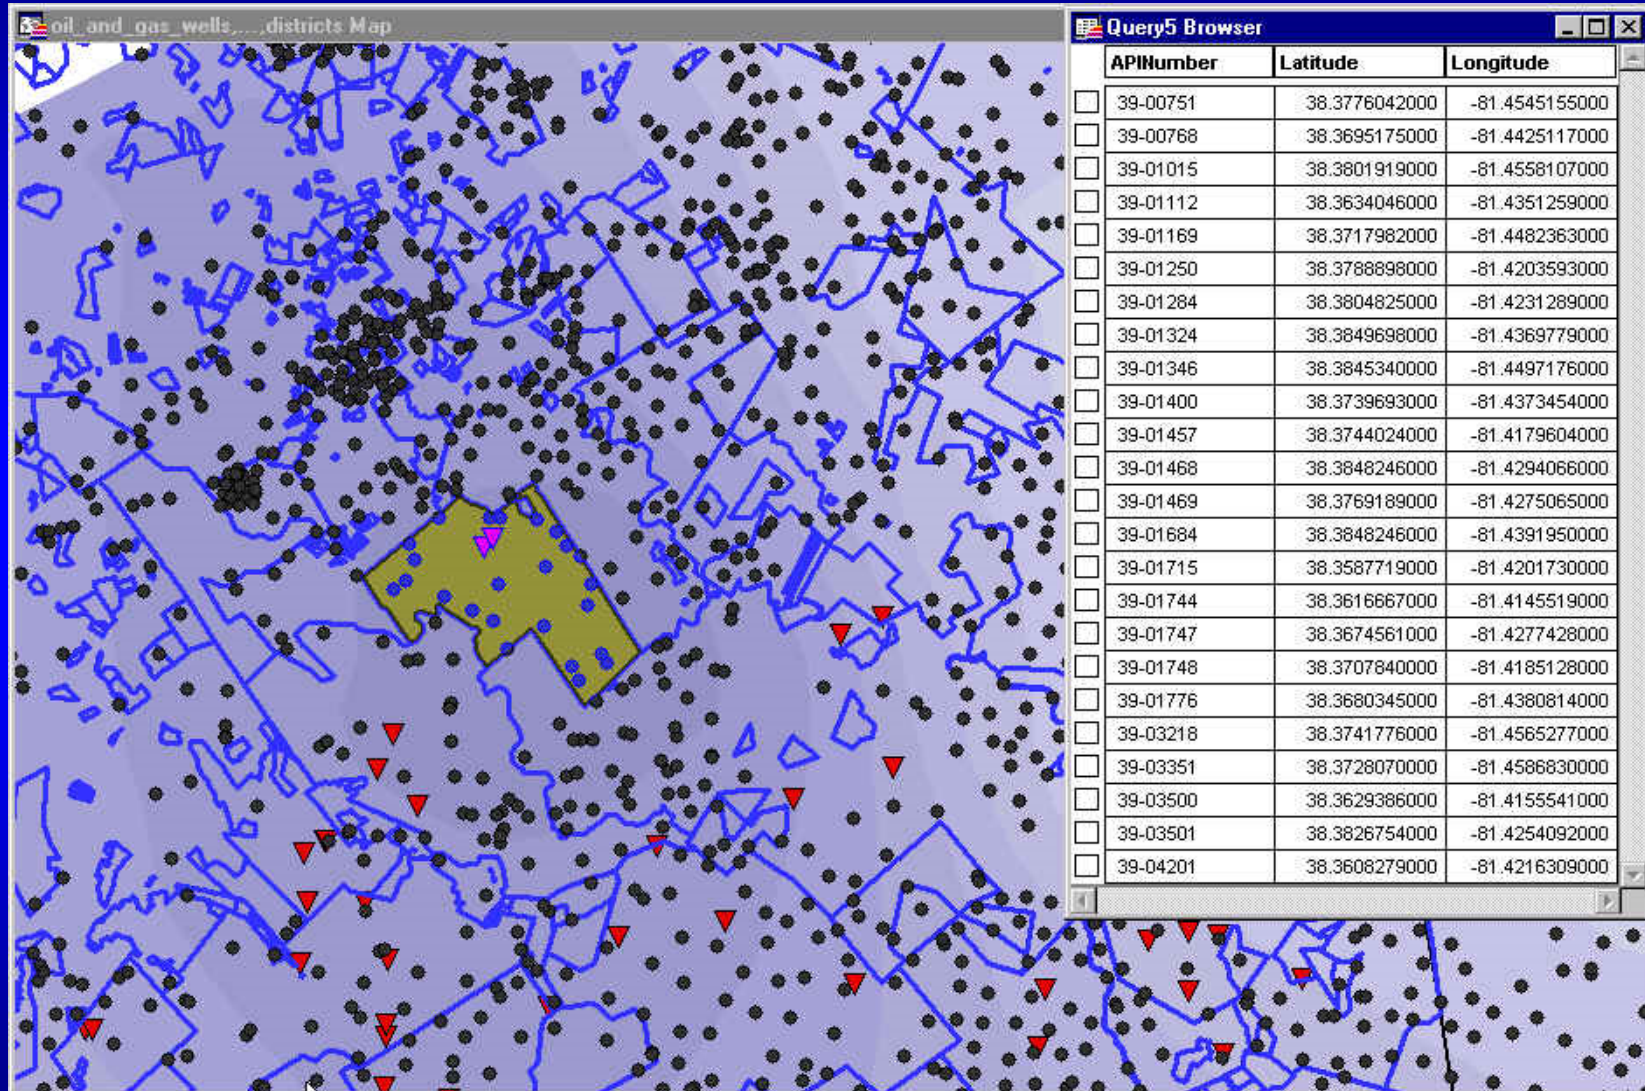 oil_and_gas_wells,...,districts Map
Query5 Browser
APINumber Latitude Longitude
39-00751 38.3776042000 -81.4545155000
39-00768 38.3695175000 -81.4425117000
39-01015 38.3801919000 -81.4558107000
39-01112 38.3634046000 -81.4351259000
39-01169 38.3717982000 -81.4482363000
39-01250 38.3788898000 -81.4203593000
39-01284 38.3804825000 -81.4231289000
39-01324 38.3849698000 -81.4369779000
39-01346 38.3845340000 -81.4497176000
39-01400 38.3739693000 -81.4373454000
39-01457 38.3744024000 -81.4179604000
39-01468 38.3848246000 -81.4294066000
39-01469 38.3769189000 -81.4275065000
39-01684 38.3848246000 -81.4391950000
39-01715 38.3587719000 -81.4201730000
39-01744 38.3616667000 -81.4145519000
39-01747 38.3674561000 -81.4277428000
39-01748 38.3707840000 -81.4185128000
39-01776 38.3680345000 -81.4380814000
39-03218 38.3741776000 -81.4565277000
39-03351 38.3728070000 -81.4586830000
39-03500 38.3629386000 -81.4155541000
39-03501 38.3826754000 -81.4254092000
39-04201 38.3608279000 -81.4216309000